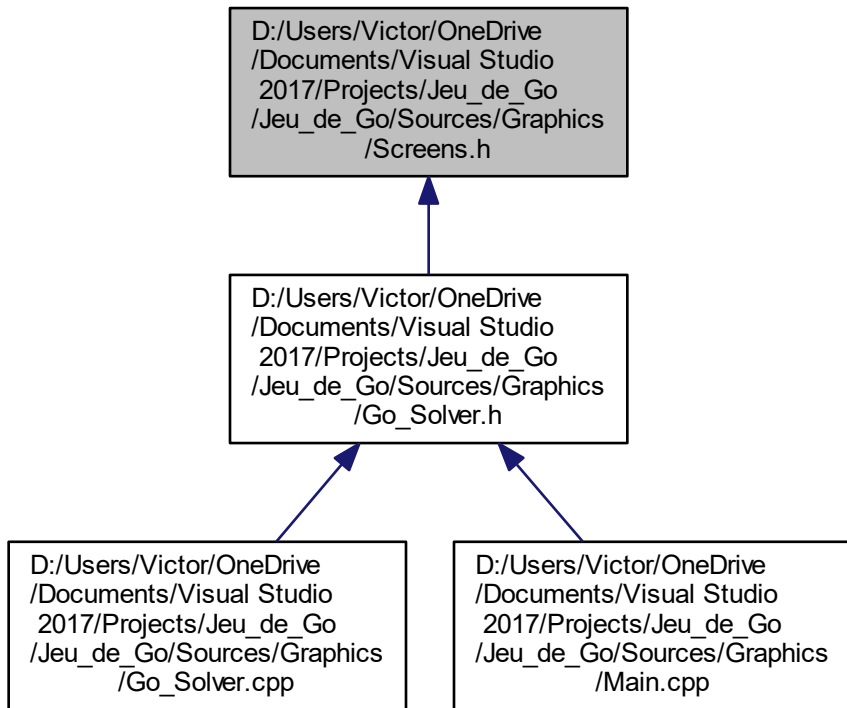 D:/Users/Victor/OneDrive
/Documents/Visual Studio
2017/Projects/Jeu_de_Go
/Jeu_de_Go/Sources/Graphics
/Screens.h
D:/Users/Victor/OneDrive
/Documents/Visual Studio
2017/Projects/Jeu_de_Go
/Jeu_de_Go/Sources/Graphics
/Go_Solver.h
D:/Users/Victor/OneDrive
/Documents/Visual Studio
2017/Projects/Jeu_de_Go
/Jeu_de_Go/Sources/Graphics
/Go_Solver.cpp
D:/Users/Victor/OneDrive
/Documents/Visual Studio
2017/Projects/Jeu_de_Go
/Jeu_de_Go/Sources/Graphics
/Main.cpp